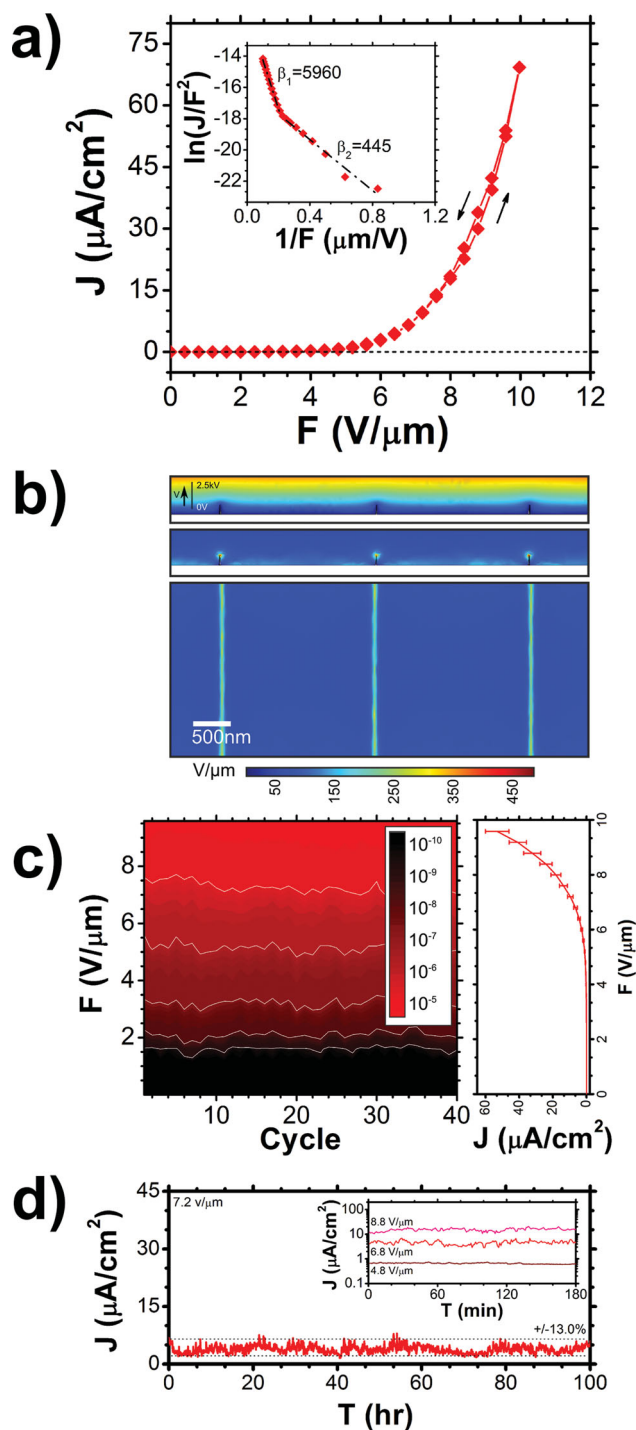 a)
75
60
45
30
15
0
J (μA/cm²)
0 2 4 6 8 10 12
F (V/μm)
-14
-16
-18
-20
-22
ln(J/F²)
β₁=5960
β₂=445
0.0 0.4 0.8 1.2
1/F (μm/V)
b)
V
2.5kV
0V
500nm
V/μm
50 150 250 350 450
c)
8
6
4
2
F (V/μm)
10 20 30 40
Cycle
10⁻¹⁰
10⁻⁹
10⁻⁸
10⁻⁷
10⁻⁶
10⁻⁵
10
8
6
4
2
0
F (V/μm)
60 40 20 0
J (μA/cm²)
d)
45
30
15
0
J (μA/cm²)
7.2 v/μm
0 20 40 60 80 100
T (hr)
100
10
1
0.1
J (μA/cm²)
8.8 V/μm
6.8 V/μm
4.8 V/μm
0 60 120 180
T (min)
+/-13.0%